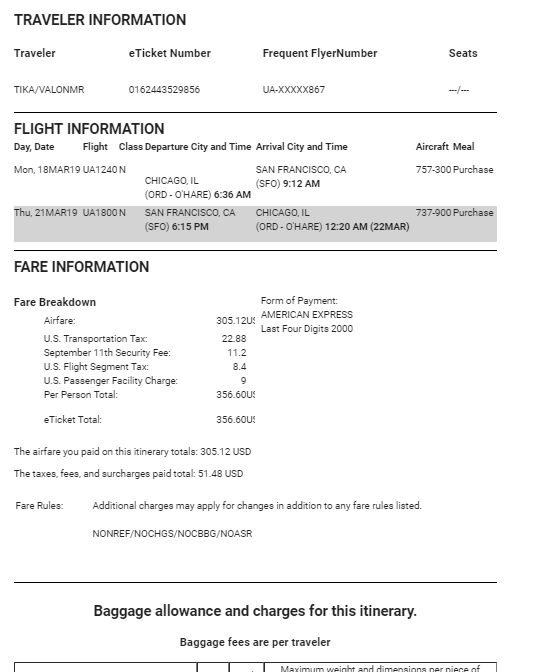 TRAVELER INFORMATION
Traveler eTicket Number Frequent FlyerNumber Seats
TIKA/VALONMR 0162443529856 UA-XXXXX867 ---/---
FLIGHT INFORMATION
Day, Date Flight Class Departure City and Time Arrival City and Time Aircraft Meal
Mon, 18MAR19 UA1240 N CHICAGO, IL SAN FRANCISCO, CA 757-300 Purchase
(ORD - O'HARE) 6:36 AM (SFO) 9:12 AM
Thu, 21MAR19 UA1800 N SAN FRANCISCO, CA CHICAGO, IL 737-900 Purchase
(SFO) 6:15 PM (ORD - O'HARE) 12:20 AM (22MAR)
FARE INFORMATION
Fare Breakdown Form of Payment:
Airfare: 305.12US AMERICAN EXPRESS
Last Four Digits 2000
U.S. Transportation Tax: 22.88
September 11th Security Fee: 11.2
U.S. Flight Segment Tax: 8.4
U.S. Passenger Facility Charge: 9
Per Person Total: 356.60US
eTicket Total: 356.60US
The airfare you paid on this itinerary totals: 305.12 USD
The taxes, fees, and surcharges paid total: 51.48 USD
Fare Rules: Additional charges may apply for changes in addition to any fare rules listed.
NONREF/NOCHGS/NOCBBG/NOASR
Baggage allowance and charges for this itinerary.
Baggage fees are per traveler
Maximum weight and dimensions per piece of